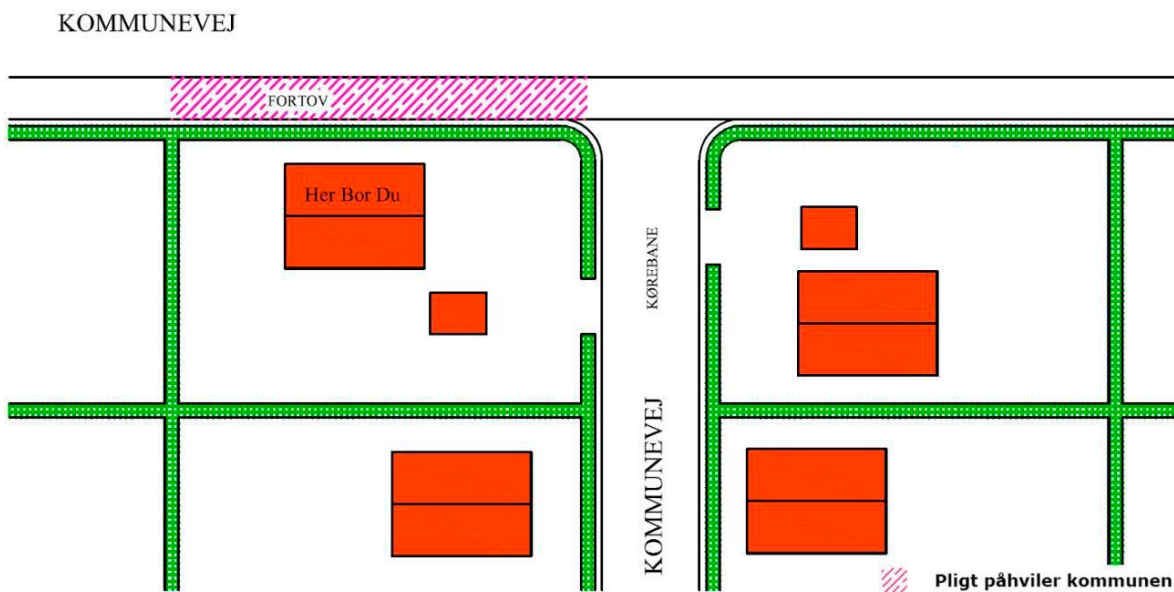 KOMMUNEVEJ
FORTOV
Her Bor Du
KØREBANE
KOMMUNEVEJ
Pligt påhviler kommunen